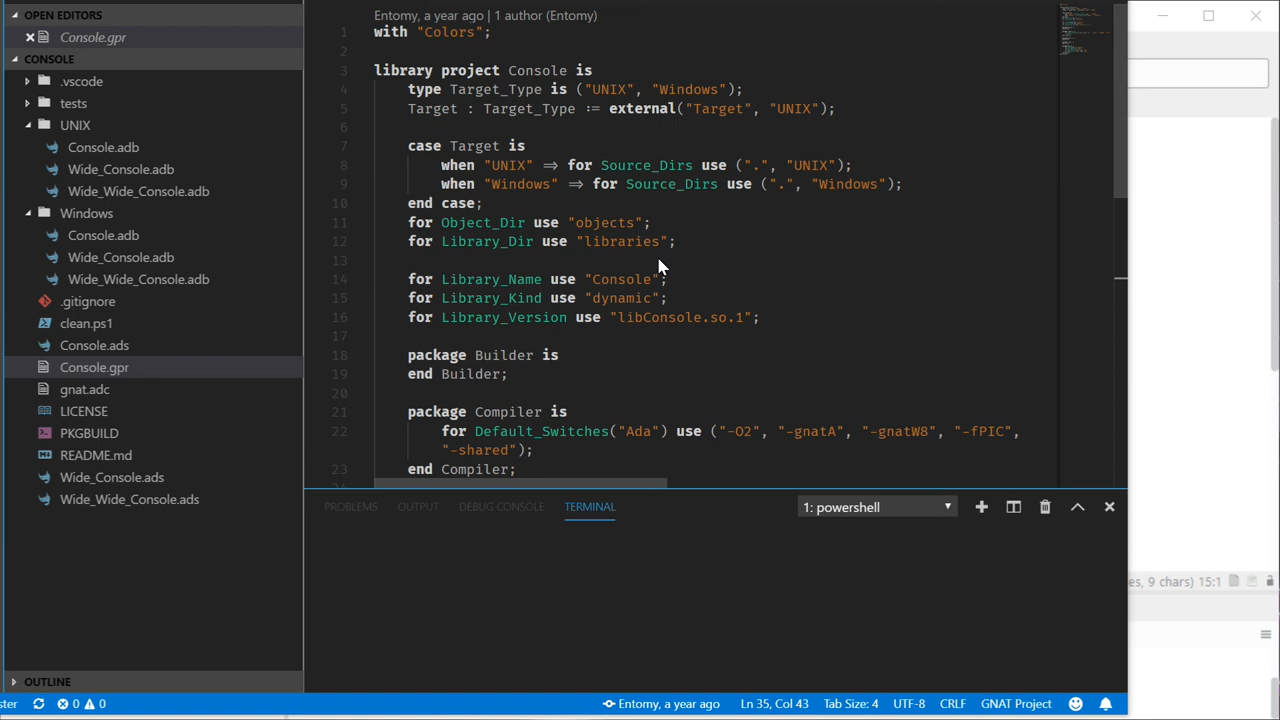 OPEN EDITORS
Console.gpr
CONSOLE
.vscode
tests
UNIX
Console.adb
Wide_Console.adb
Wide_Wide_Console.adb
Windows
Console.adb
Wide_Console.adb
Wide_Wide_Console.adb
.gitignore
clean.ps1
Console.ads
Console.gpr
gnat.adc
LICENSE
PKGBUILD
README.md
Wide_Console.ads
Wide_Wide_Console.ads
OUTLINE
Entomy, a year ago | 1 author (Entomy)
1 with "Colors";
2
3 library project Console is
4 type Target_Type is ("UNIX", "Windows");
5 Target : Target_Type := external("Target", "UNIX");
6
7 case Target is
8 when "UNIX" => for Source_Dirs use (".", "UNIX");
9 when "Windows" => for Source_Dirs use (".", "Windows");
10 end case;
11 for Object_Dir use "objects";
12 for Library_Dir use "libraries";
13
14 for Library_Name use "Console";
15 for Library_Kind use "dynamic";
16 for Library_Version use "libConsole.so.1";
17
18 package Builder is
19 end Builder;
20
21 package Compiler is
22 for Default_Switches("Ada") use ("-O2", "-gnatA", "-gnatW8", "-fPIC",
"-shared");
23 end Compiler;
PROBLEMS OUTPUT DEBUG CONSOLE TERMINAL 1: powershell
es, 9 chars) 15:1
ster 0 0 Entomy, a year ago Ln 35, Col 43 Tab Size: 4 UTF-8 CRLF GNAT Project